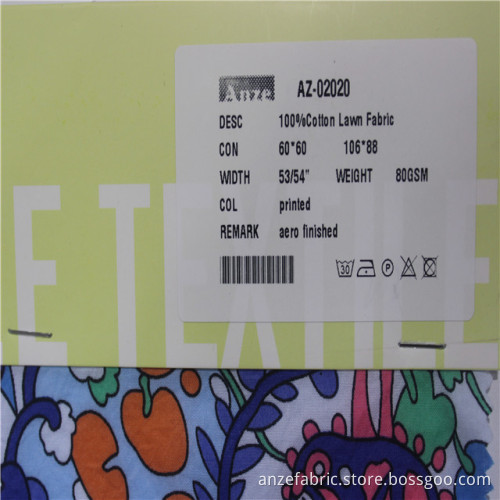 Anze AZ-02020
DESC 100%Cotton Lawn Fabric
CON 60*60 106*88
WIDTH 53/54" WEIGHT 80GSM
COL printed
REMARK aero finished
30 P
E TEXTILE
anzefabric.store.bossgoo.com